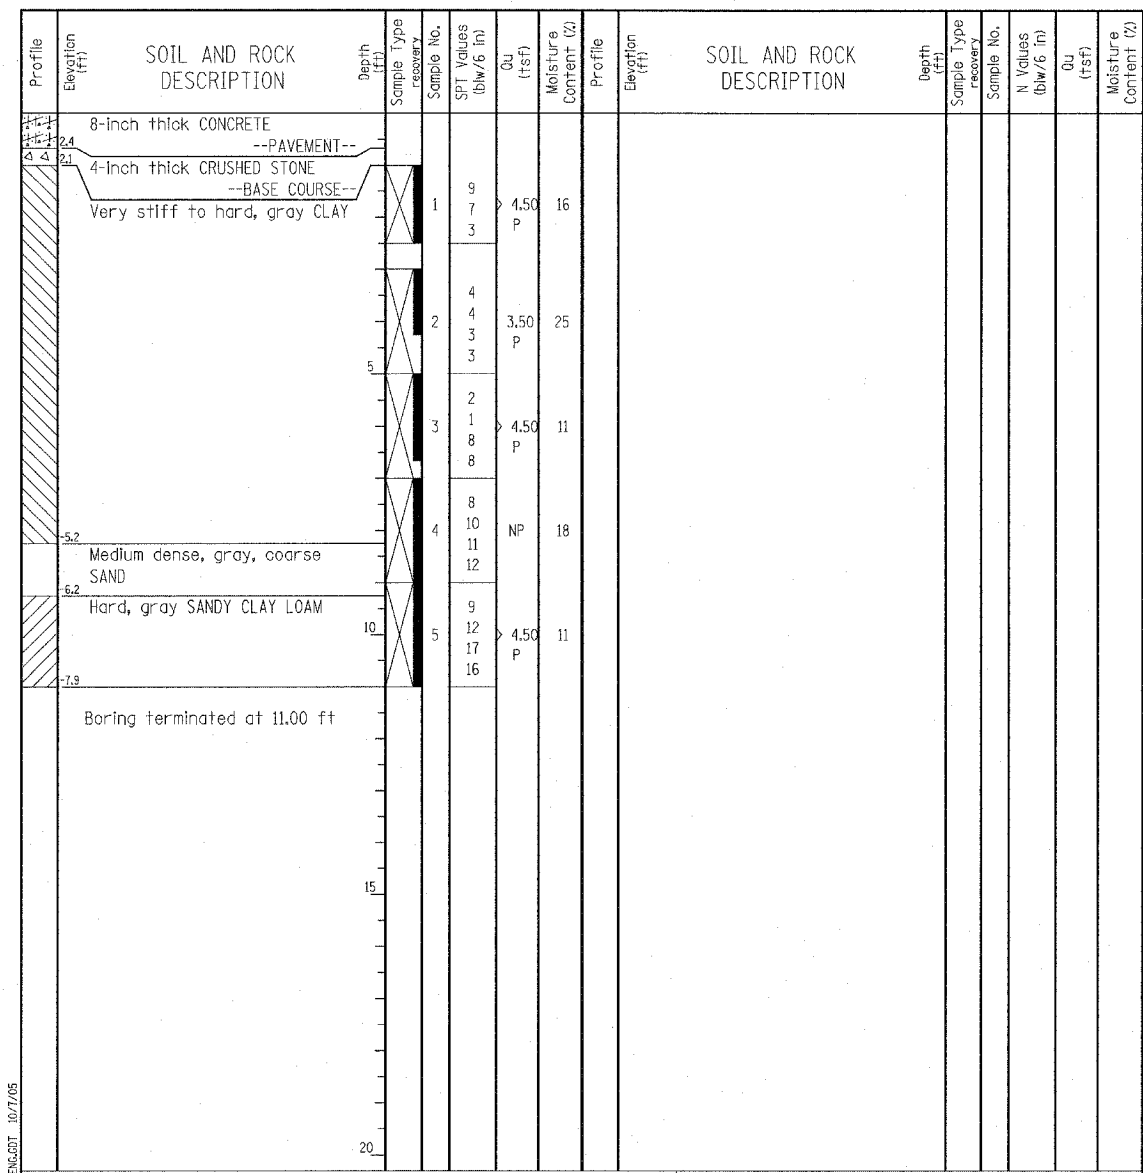 Profile
Elevation
(ft)
SOIL AND ROCK
DESCRIPTION
Depth
(ft)
Sample Type
recovery
Sample No.
SPT Values
(blw/6 in)
Qu
(tsf)
Moisture
Content (%)
Profile
Elevation
(ft)
SOIL AND ROCK
DESCRIPTION
Depth
(ft)
Sample Type
recovery
Sample No.
N Values
(blw/6 in)
Qu
(tsf)
Moisture
Content (%)
8-inch thick CONCRETE
2.4 --PAVEMENT--
2.1 4-inch thick CRUSHED STONE
--BASE COURSE--
Very stiff to hard, gray CLAY
1
9
7
3
> 4.50
P
16
2
4
4
3
3
3.50
P
25
5
3
2
1
8
8
> 4.50
P
11
4
8
10
11
12
NP
18
-5.2
Medium dense, gray, coarse
SAND
-6.2
Hard, gray SANDY CLAY LOAM
10
5
9
12
17
16
> 4.50
P
11
-7.9
Boring terminated at 11.00 ft
15
20
ENG.GDT 10/7/05